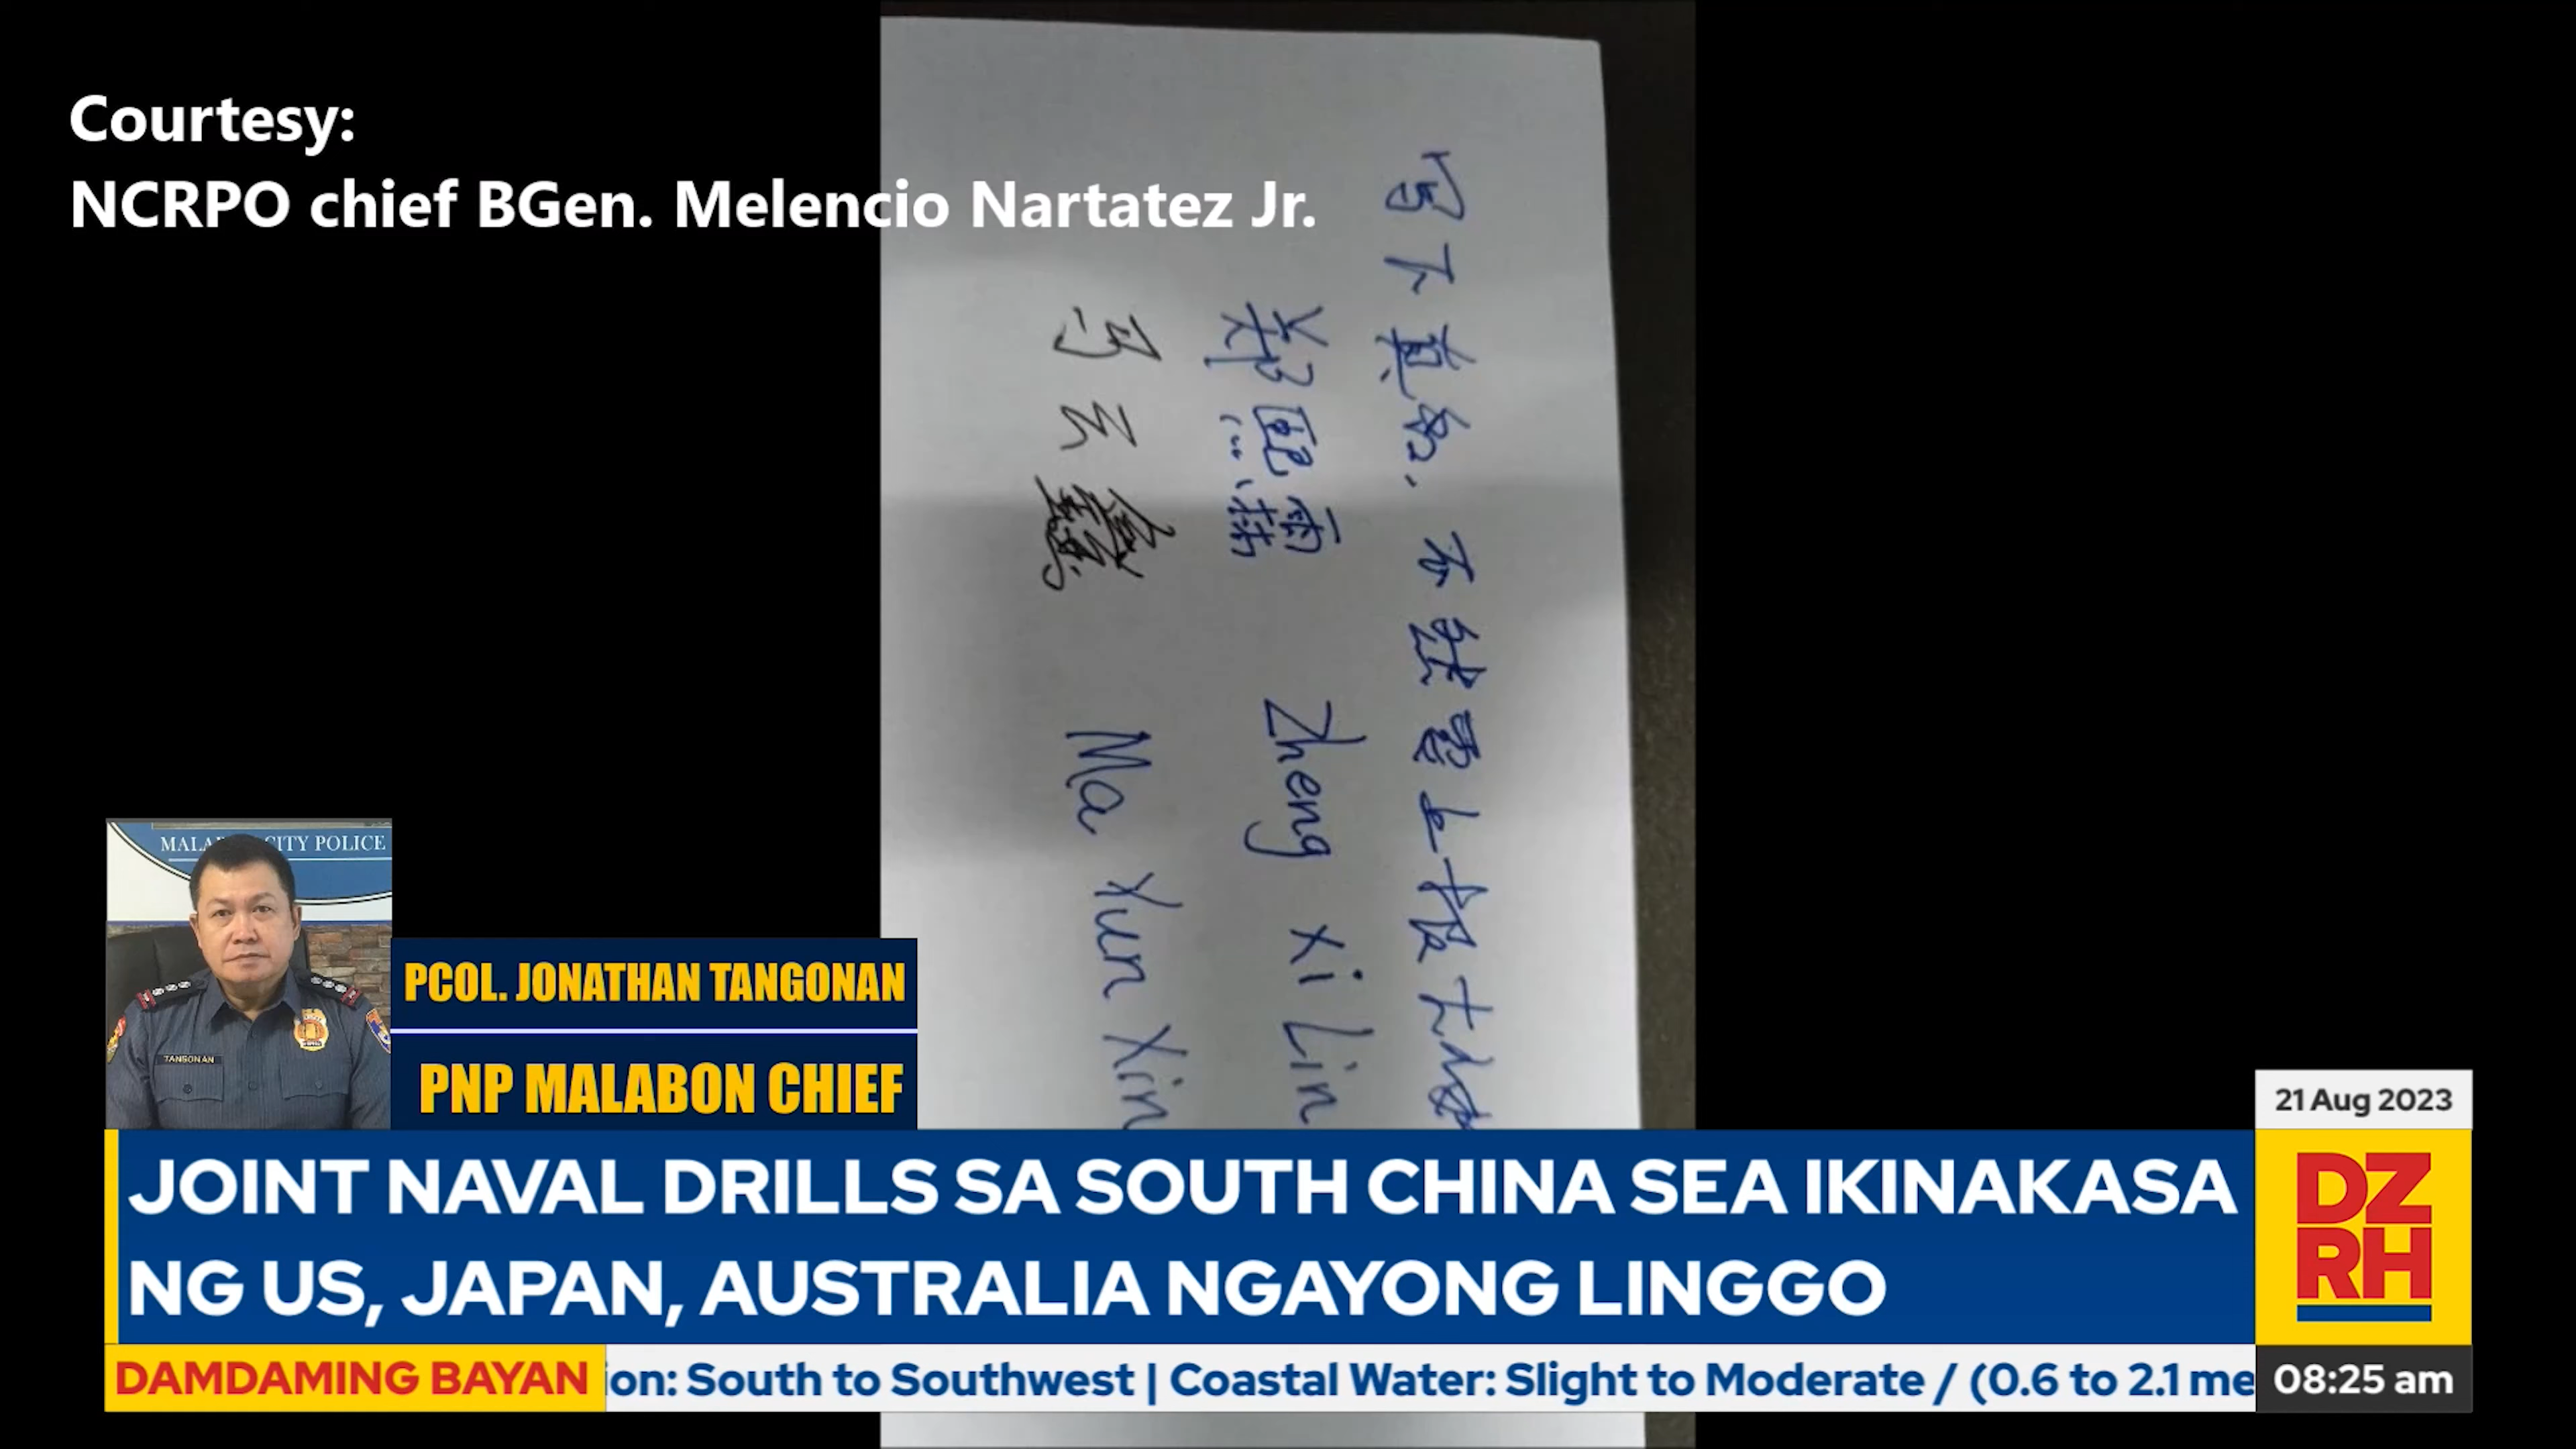 Courtesy:
NCRPO chief BGen. Melencio Nartatez Jr.
写下真名,不然要上报大使
郑熙霖 Zheng Xi Lin
马云鑫 Ma Yun Xin
MALA CITY POLICE
TANGONAN
PCOL. JONATHAN TANGONAN
PNP MALABON CHIEF
21 Aug 2023
JOINT NAVAL DRILLS SA SOUTH CHINA SEA IKINAKASA
NG US, JAPAN, AUSTRALIA NGAYONG LINGGO
DZ
RH
DAMDAMING BAYAN
ion: South to Southwest | Coastal Water: Slight to Moderate / (0.6 to 2.1 me
08:25 am